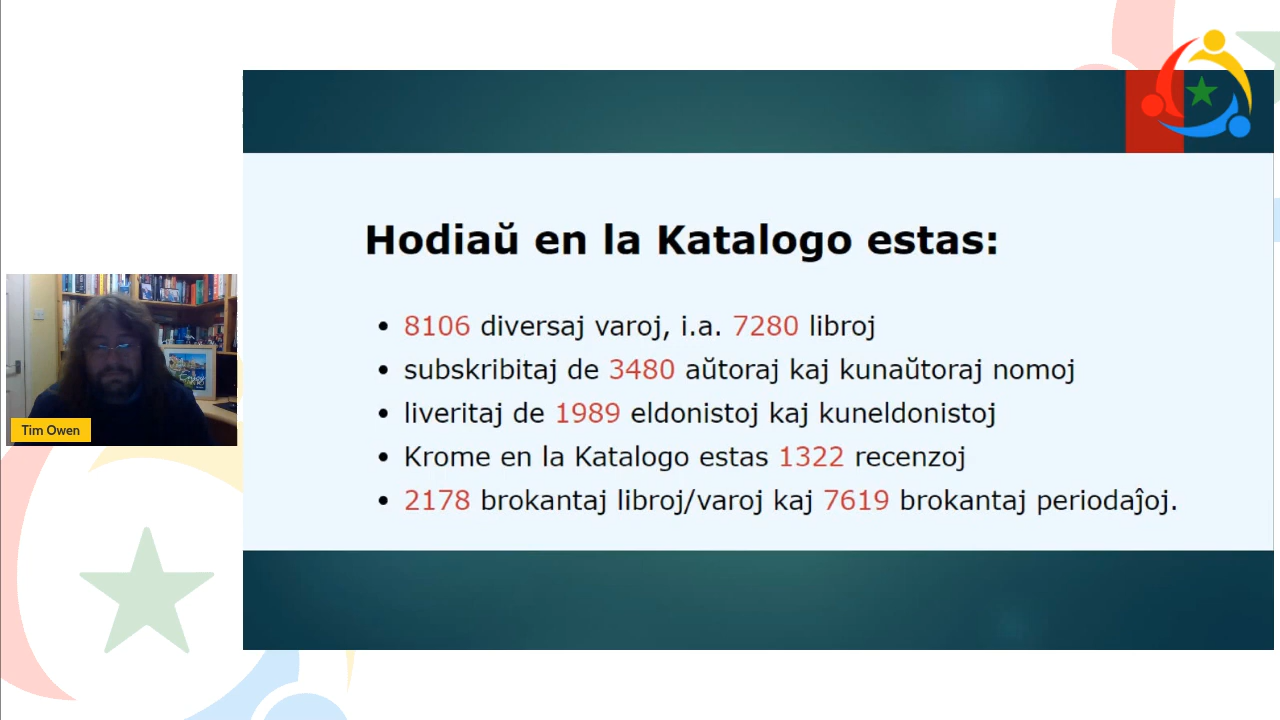 Hodiaŭ en la Katalogo estas:
8106 diversaj varoj, i.a. 7280 libroj
subskribitaj de 3480 aŭtoraj kaj kunaŭtoraj nomoj
liveritaj de 1989 eldonistoj kaj kuneldonistoj
Krome en la Katalogo estas 1322 recenzoj
2178 brokantaj libroj/varoj kaj 7619 brokantaj periodaĵoj.
Tim Owen